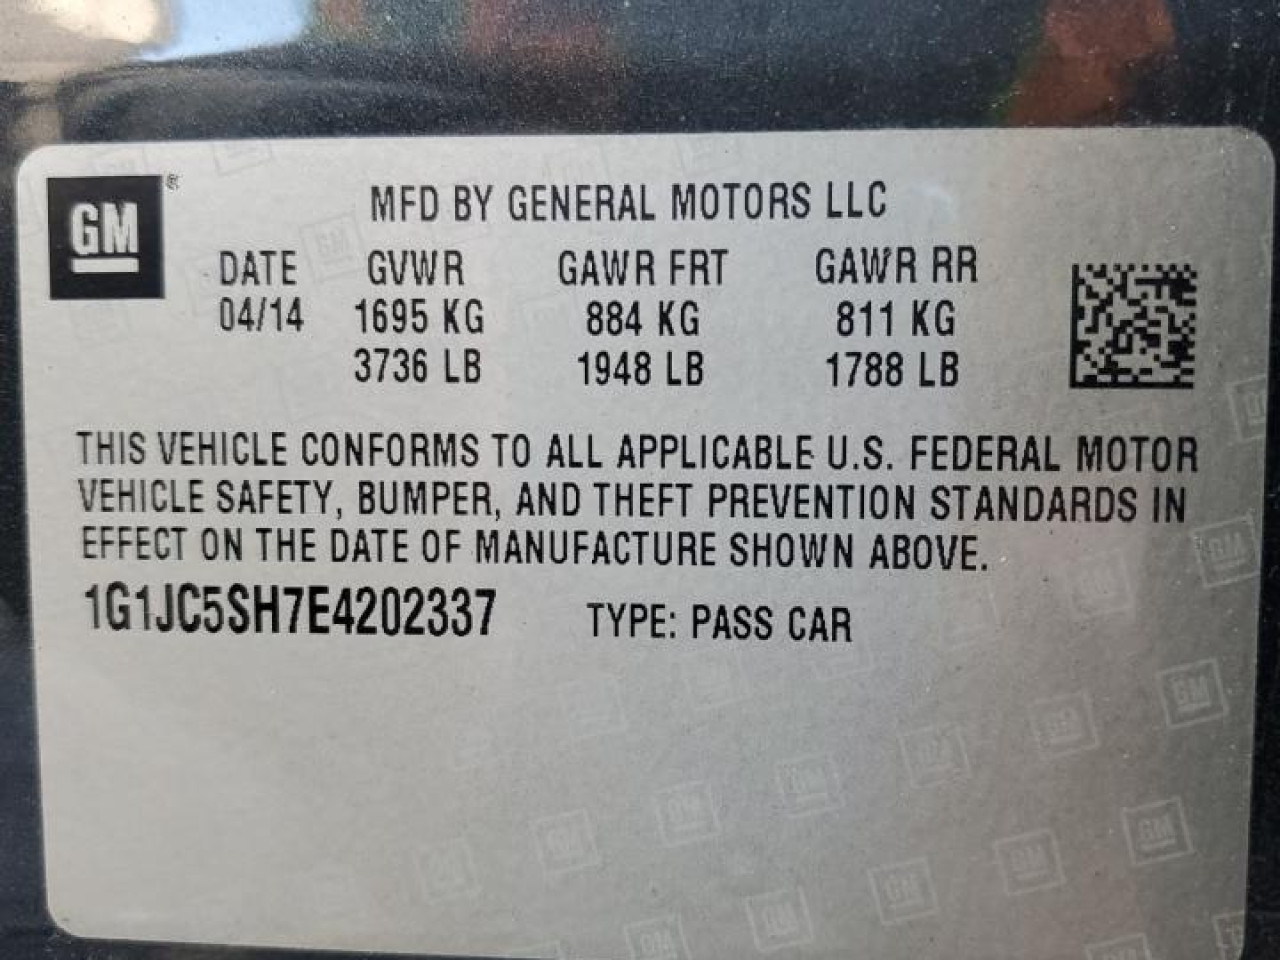 GM®
MFD BY GENERAL MOTORS LLC
DATE GVWR GAWR FRT GAWR RR
04/14 1695 KG 884 KG 811 KG
3736 LB 1948 LB 1788 LB
THIS VEHICLE CONFORMS TO ALL APPLICABLE U.S. FEDERAL MOTOR
VEHICLE SAFETY, BUMPER, AND THEFT PREVENTION STANDARDS IN
EFFECT ON THE DATE OF MANUFACTURE SHOWN ABOVE.
1G1JC5SH7E4202337 TYPE: PASS CAR